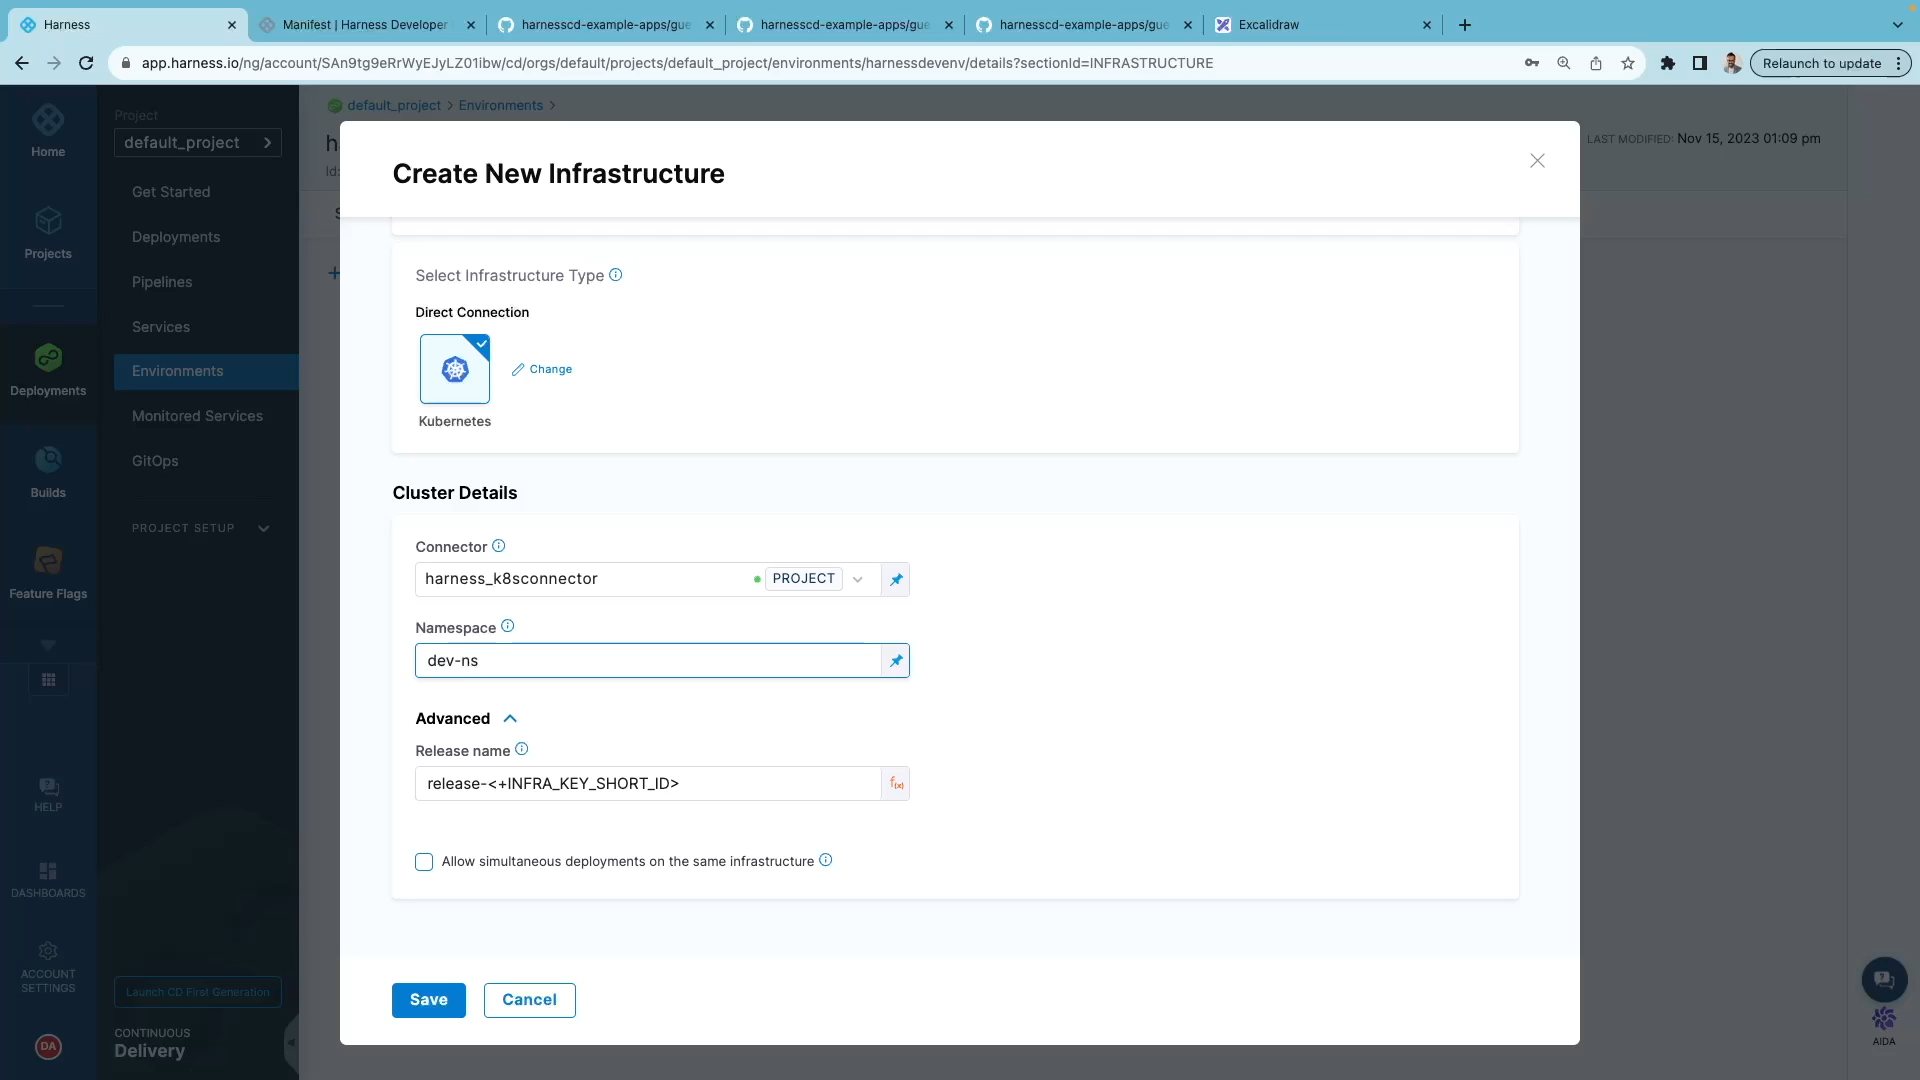 Harness
Manifest | Harness Developer
harnesscd-example-apps/gue
harnesscd-example-apps/gue
harnesscd-example-apps/gue
Excalidraw
app.harness.io/ng/account/SAn9tg9eRrWyEJyLZ01ibw/cd/orgs/default/projects/default_project/environments/harnessdevenv/details?sectionId=INFRASTRUCTURE
Relaunch to update
Home
Projects
Deployments
Builds
Feature Flags
HELP
DASHBOARDS
ACCOUNT
SETTINGS
DA
Project
default_project
Get Started
Deployments
Pipelines
Services
Environments
Monitored Services
GitOps
PROJECT SETUP
Launch CD First Generation
CONTINUOUS
Delivery
default_project > Environments >
LAST MODIFIED: Nov 15, 2023 01:09 pm
Id:
Create New Infrastructure
Select Infrastructure Type
Direct Connection
Change
Kubernetes
Cluster Details
Connector
harness_k8sconnector
PROJECT
Namespace
dev-ns
Advanced
Release name
release-<+INFRA_KEY_SHORT_ID>
f(x)
Allow simultaneous deployments on the same infrastructure
Save
Cancel
AIDA